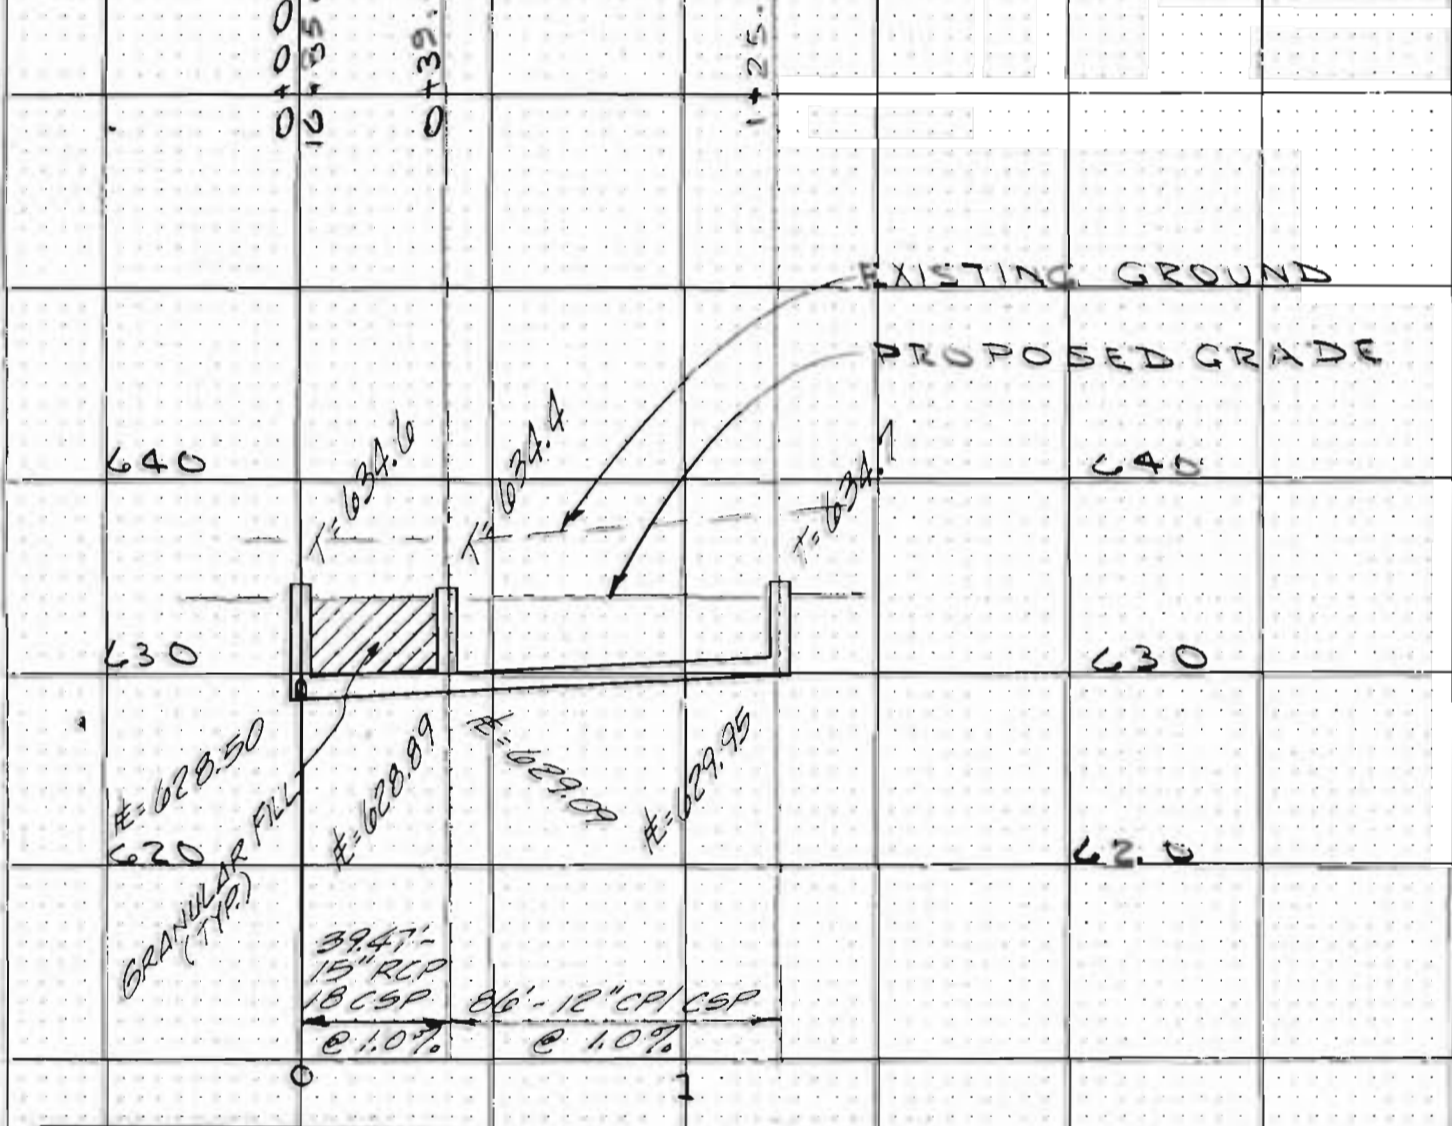 0+00
16+35
0+39.
1+25.
EXISTING GROUND
PROPOSED GRADE
640
T=634.6
T=634.4
T=634.7
640
630
630
℄=628.50
℄=628.89
℄=629.09
℄=629.95
620
620
GRANULAR FILL
(TYP.)
39.47'-
15" RCP
18 CSP
@ 1.0%
86'-12" CP/CSP
@ 1.0%
0
1